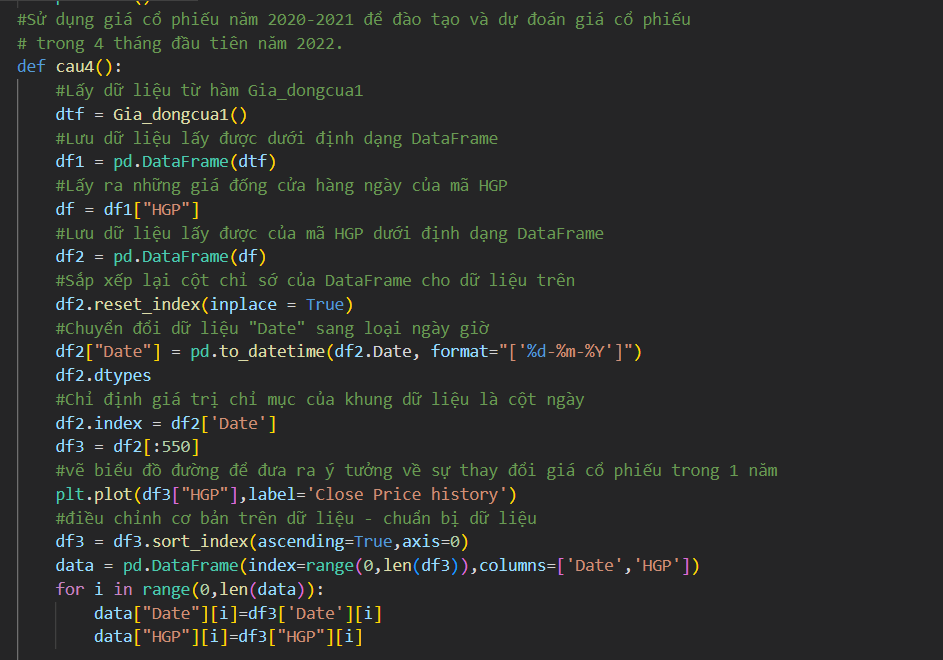 #Sử dụng giá cổ phiếu năm 2020-2021 để đào tạo và dự đoán giá cổ phiếu
# trong 4 tháng đầu tiên năm 2022.
def cau4():
    #Lấy dữ liệu từ hàm Gia_dongcua1
    dtf = Gia_dongcua1()
    #Lưu dữ liệu lấy được dưới định dạng DataFrame
    df1 = pd.DataFrame(dtf)
    #Lấy ra những giá đống cửa hàng ngày của mã HGP
    df = df1["HGP"]
    #Lưu dữ liệu lấy được của mã HGP dưới định dạng DataFrame
    df2 = pd.DataFrame(df)
    #Sắp xếp lại cột chỉ sớ của DataFrame cho dữ liệu trên
    df2.reset_index(inplace = True)
    #Chuyển đổi dữ liệu "Date" sang loại ngày giờ
    df2["Date"] = pd.to_datetime(df2.Date, format="['%d-%m-%Y']")
    df2.dtypes
    #Chỉ định giá trị chỉ mục của khung dữ liệu là cột ngày
    df2.index = df2['Date']
    df3 = df2[:550]
    #vẽ biểu đồ đường để đưa ra ý tưởng về sự thay đổi giá cổ phiếu trong 1 năm
    plt.plot(df3["HGP"],label='Close Price history')
    #điều chỉnh cơ bản trên dữ liệu - chuẩn bị dữ liệu
    df3 = df3.sort_index(ascending=True,axis=0)
    data = pd.DataFrame(index=range(0,len(df3)),columns=['Date','HGP'])
    for i in range(0,len(data)):
        data["Date"][i]=df3['Date'][i]
        data["HGP"][i]=df3["HGP"][i]